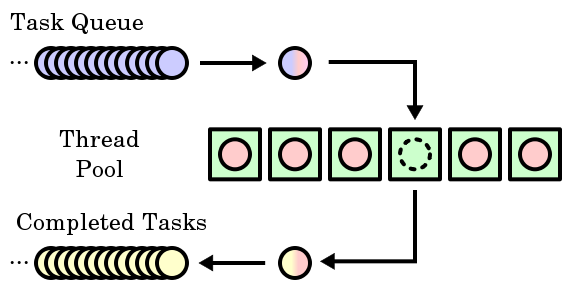 Task Queue
...
Thread
Pool
Completed Tasks
...